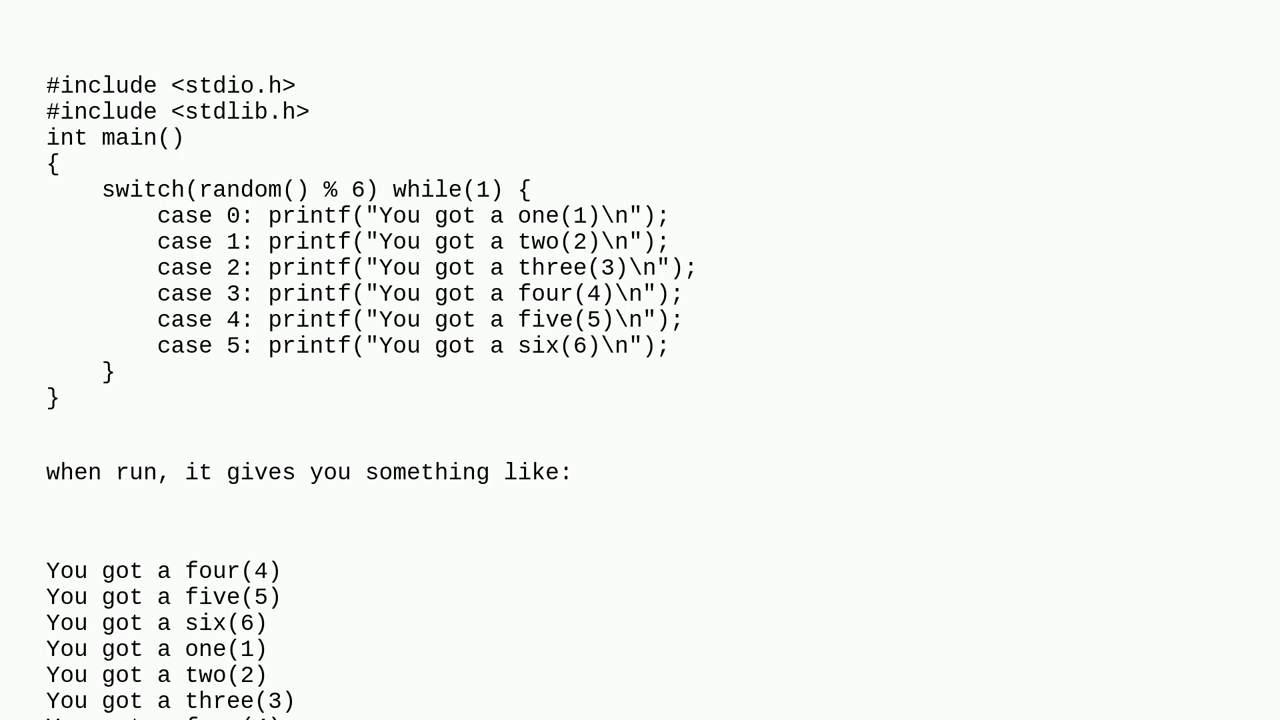 #include <stdio.h>
#include <stdlib.h>
int main()
{
    switch(random() % 6) while(1) {
        case 0: printf("You got a one(1)\n");
        case 1: printf("You got a two(2)\n");
        case 2: printf("You got a three(3)\n");
        case 3: printf("You got a four(4)\n");
        case 4: printf("You got a five(5)\n");
        case 5: printf("You got a six(6)\n");
    }
}
when run, it gives you something like:
You got a four(4)
You got a five(5)
You got a six(6)
You got a one(1)
You got a two(2)
You got a three(3)